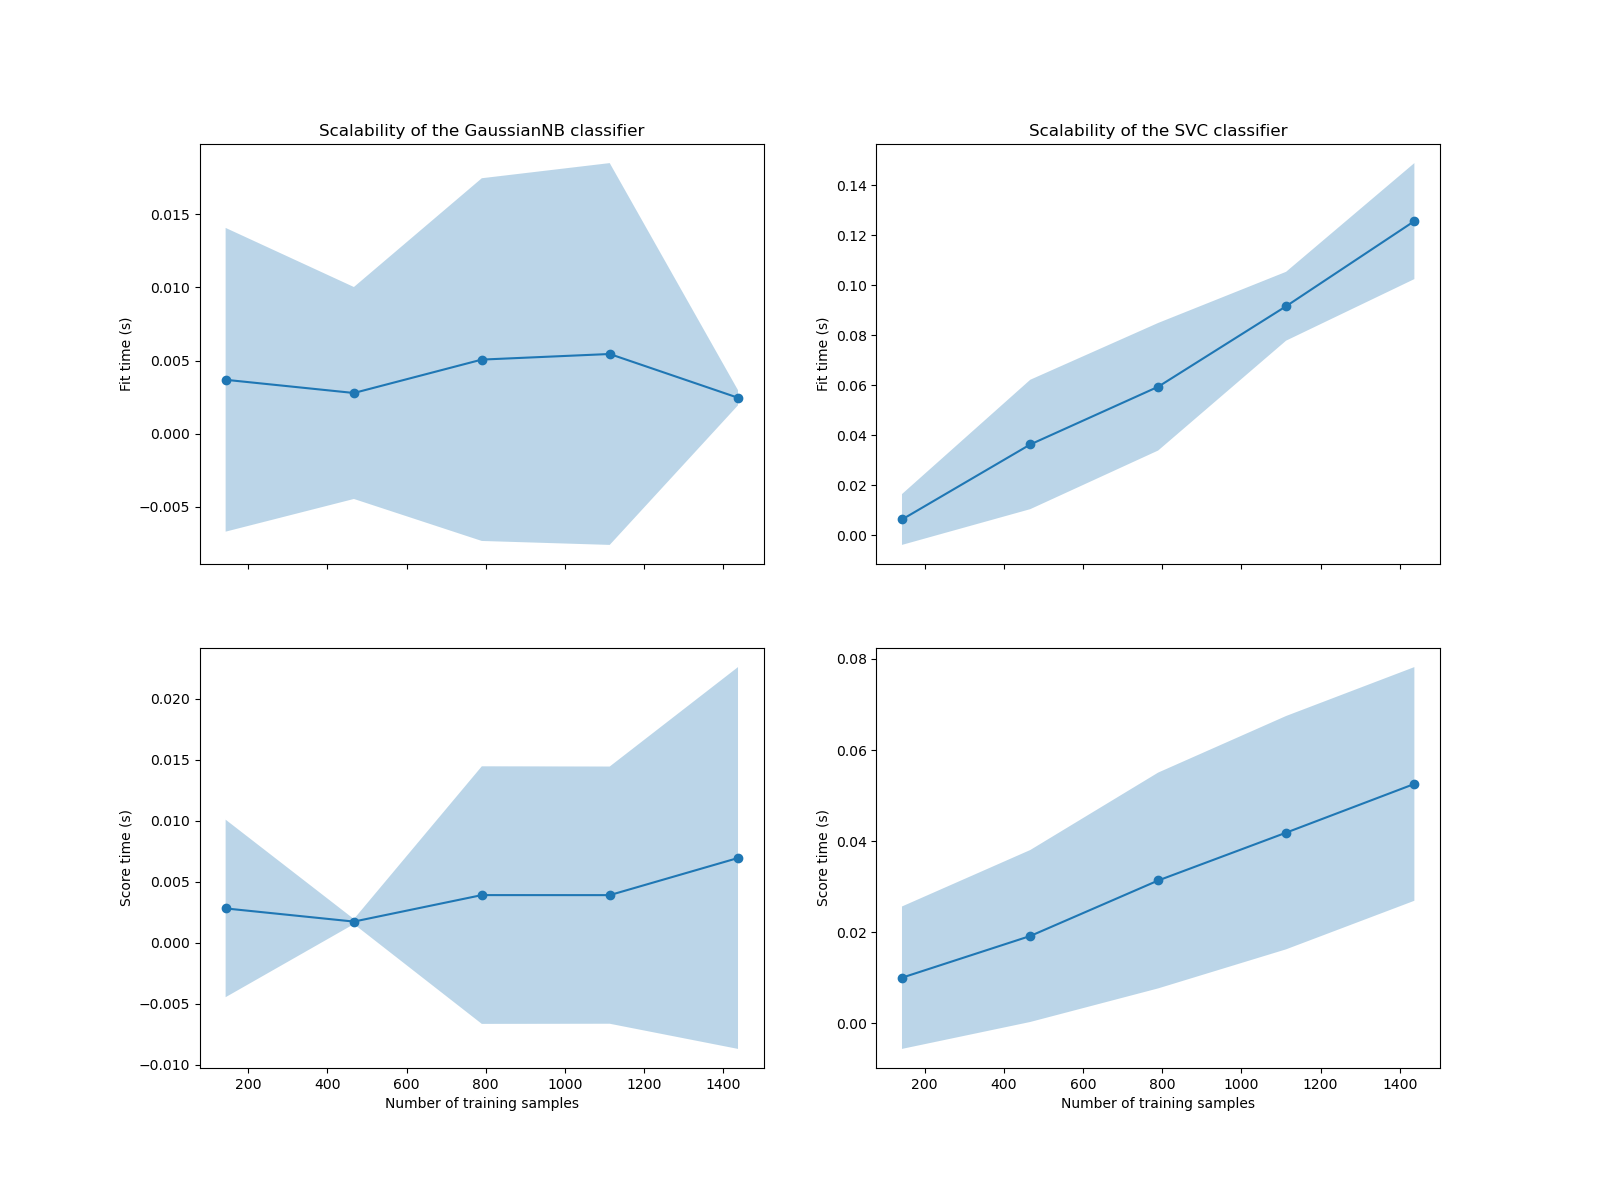 Scalability of the GaussianNB classifier
Scalability of the SVC classifier
Fit time (s)
0.015
0.010
0.005
0.000
−0.005
Fit time (s)
0.14
0.12
0.10
0.08
0.06
0.04
0.02
0.00
Score time (s)
0.020
0.015
0.010
0.005
0.000
−0.005
−0.010
200 400 600 800 1000 1200 1400
Number of training samples
Score time (s)
0.08
0.06
0.04
0.02
0.00
200 400 600 800 1000 1200 1400
Number of training samples